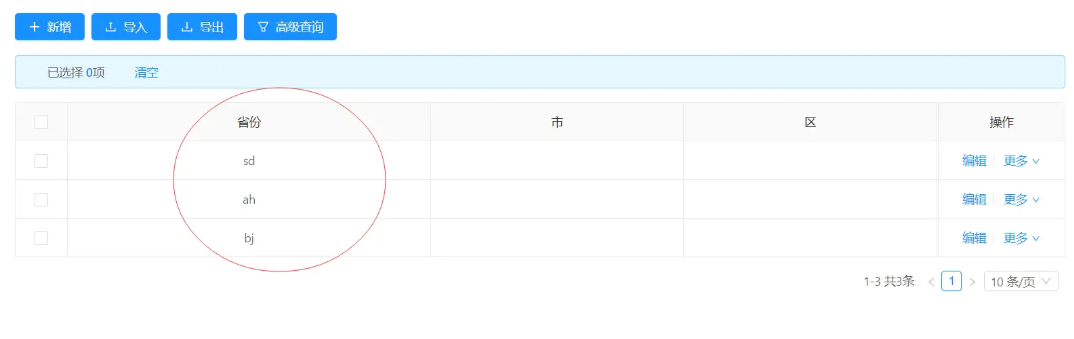 新增 导入 导出 高级查询
已选择 0项 清空
省份 市 区 操作
sd 编辑 更多
ah 编辑 更多
bj 编辑 更多
1-3 共3条 1 10 条/页